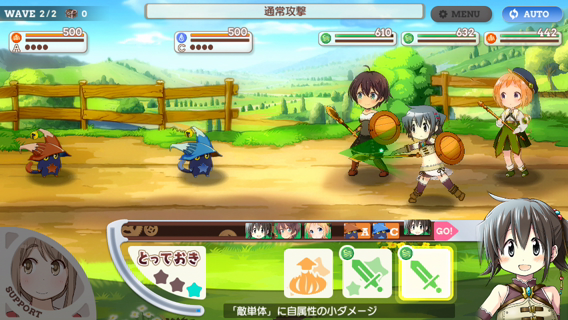 WAVE 2/2 0
通常攻撃
MENU
AUTO
500
A
500
C
610
632
442
A
C
GO!
とっておき
SUPPORT
「敵単体」に自属性の小ダメージ